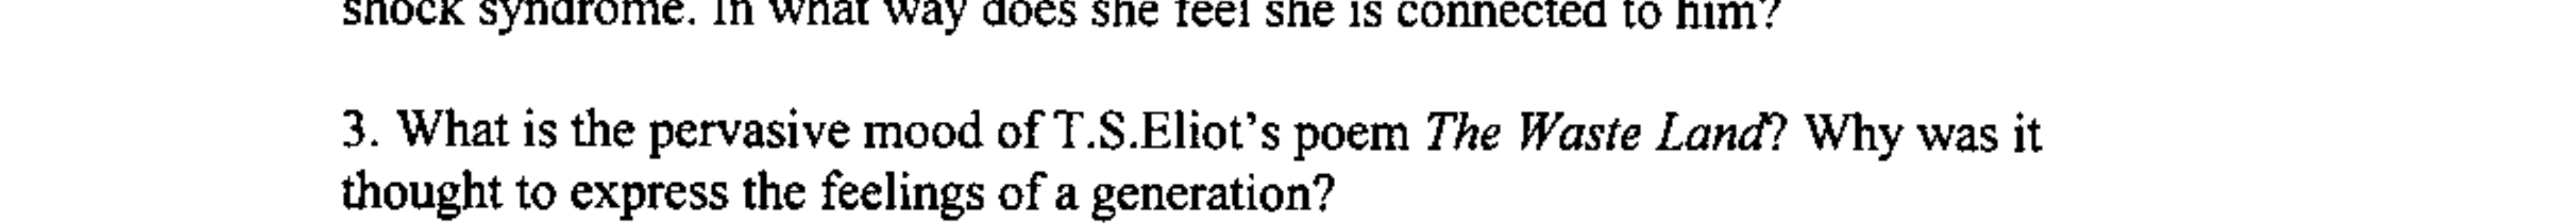 shock syndrome. In what way does she feel she is connected to him?
3. What is the pervasive mood of T.S.Eliot's poem The Waste Land? Why was it
thought to express the feelings of a generation?